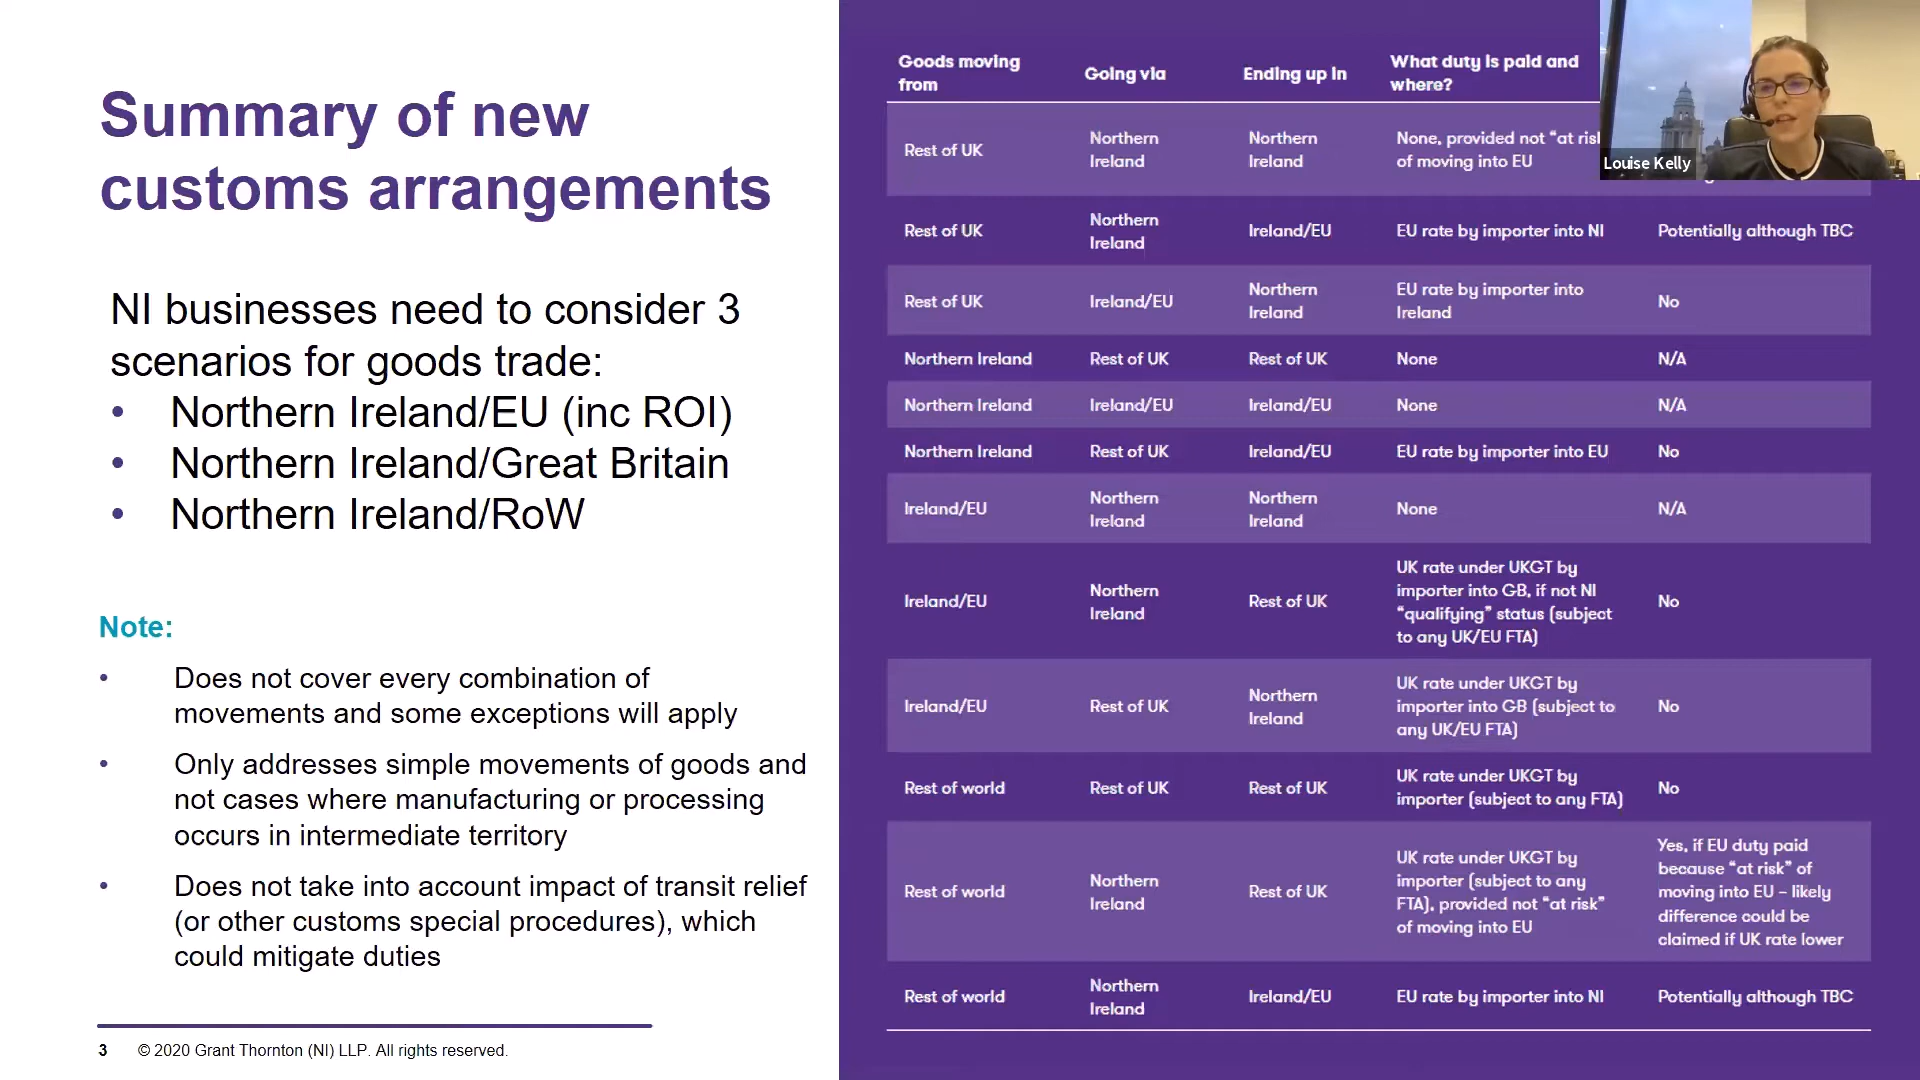 Summary of new
customs arrangements
NI businesses need to consider 3
scenarios for goods trade:
• Northern Ireland/EU (inc ROI)
• Northern Ireland/Great Britain
• Northern Ireland/RoW
Note:
• Does not cover every combination of
movements and some exceptions will apply
• Only addresses simple movements of goods and
not cases where manufacturing or processing
occurs in intermediate territory
• Does not take into account impact of transit relief
(or other customs special procedures), which
could mitigate duties
3 © 2020 Grant Thornton (NI) LLP. All rights reserved.
Goods moving
from
Going via
Ending up in
What duty is paid and
where?
Rest of UK
Northern
Ireland
Northern
Ireland
None, provided not “at
of moving into EU
Louise Kelly
Rest of UK
Northern
Ireland
Ireland/EU
EU rate by importer into NI
Potentially although TBC
Rest of UK
Ireland/EU
Northern
Ireland
EU rate by importer into
Ireland
No
Northern Ireland
Rest of UK
Rest of UK
None
N/A
Northern Ireland
Ireland/EU
Ireland/EU
None
N/A
Northern Ireland
Rest of UK
Ireland/EU
EU rate by importer into EU
No
Ireland/EU
Northern
Ireland
Northern
Ireland
None
N/A
Ireland/EU
Northern
Ireland
Rest of UK
UK rate under UKGT by
importer into GB, if not NI
“qualifying” status (subject
to any UK/EU FTA)
No
Ireland/EU
Rest of UK
Northern
Ireland
UK rate under UKGT by
importer into GB (subject to
any UK/EU FTA)
No
Rest of world
Rest of UK
Rest of UK
UK rate under UKGT by
importer (subject to any FTA)
No
Rest of world
Northern
Ireland
Rest of UK
UK rate under UKGT by
importer (subject to any
FTA), provided not “at risk”
of moving into EU
Yes, if EU duty paid
because “at risk” of
moving into EU – likely
difference could be
claimed if UK rate lower
Rest of world
Northern
Ireland
Ireland/EU
EU rate by importer into NI
Potentially although TBC